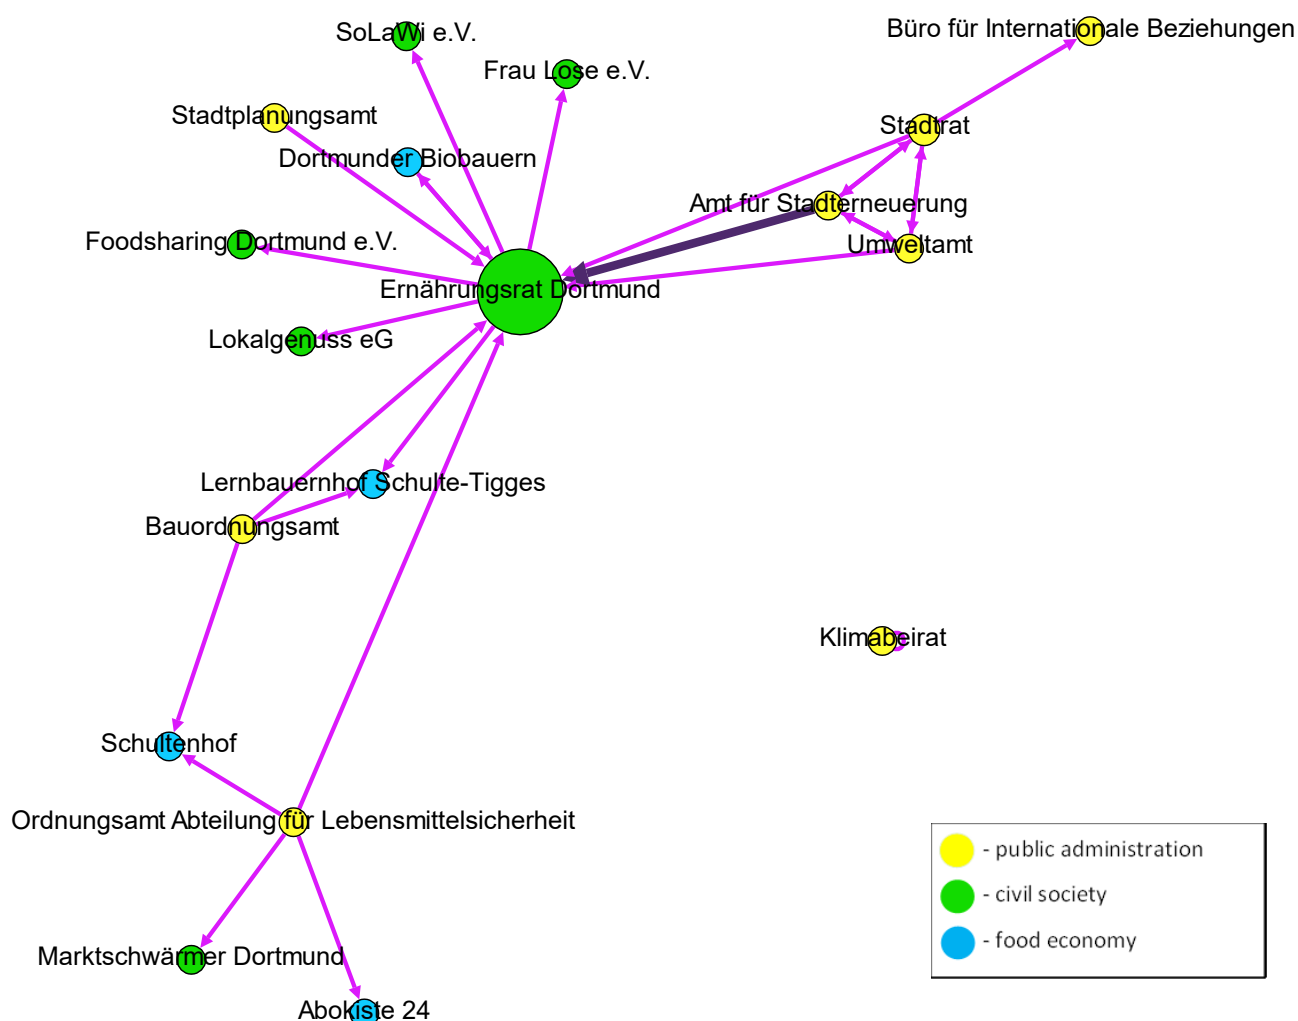 SoLaWi e.V.
Büro für Internationale Beziehungen
Frau Lose e.V.
Stadtplanungsamt
Stadtrat
Dortmunder Biobauern
Amt für Stadterneuerung
Foodsharing Dortmund e.V.
Umweltamt
Ernährungsrat Dortmund
Lokalgenuss eG
Lernbauernhof Schulte-Tigges
Bauordnungsamt
Klimabeirat
Schultenhof
Ordnungsamt Abteilung für Lebensmittelsicherheit
- public administration
- civil society
- food economy
Marktschwärmer Dortmund
Abokiste 24